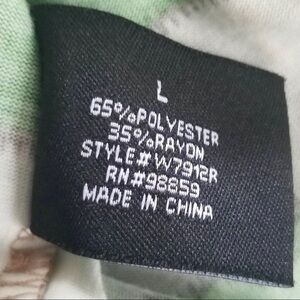 L
65%POLYESTER
35%RAYON
STYLE#W7912R
RN#98859
MADE IN CHINA